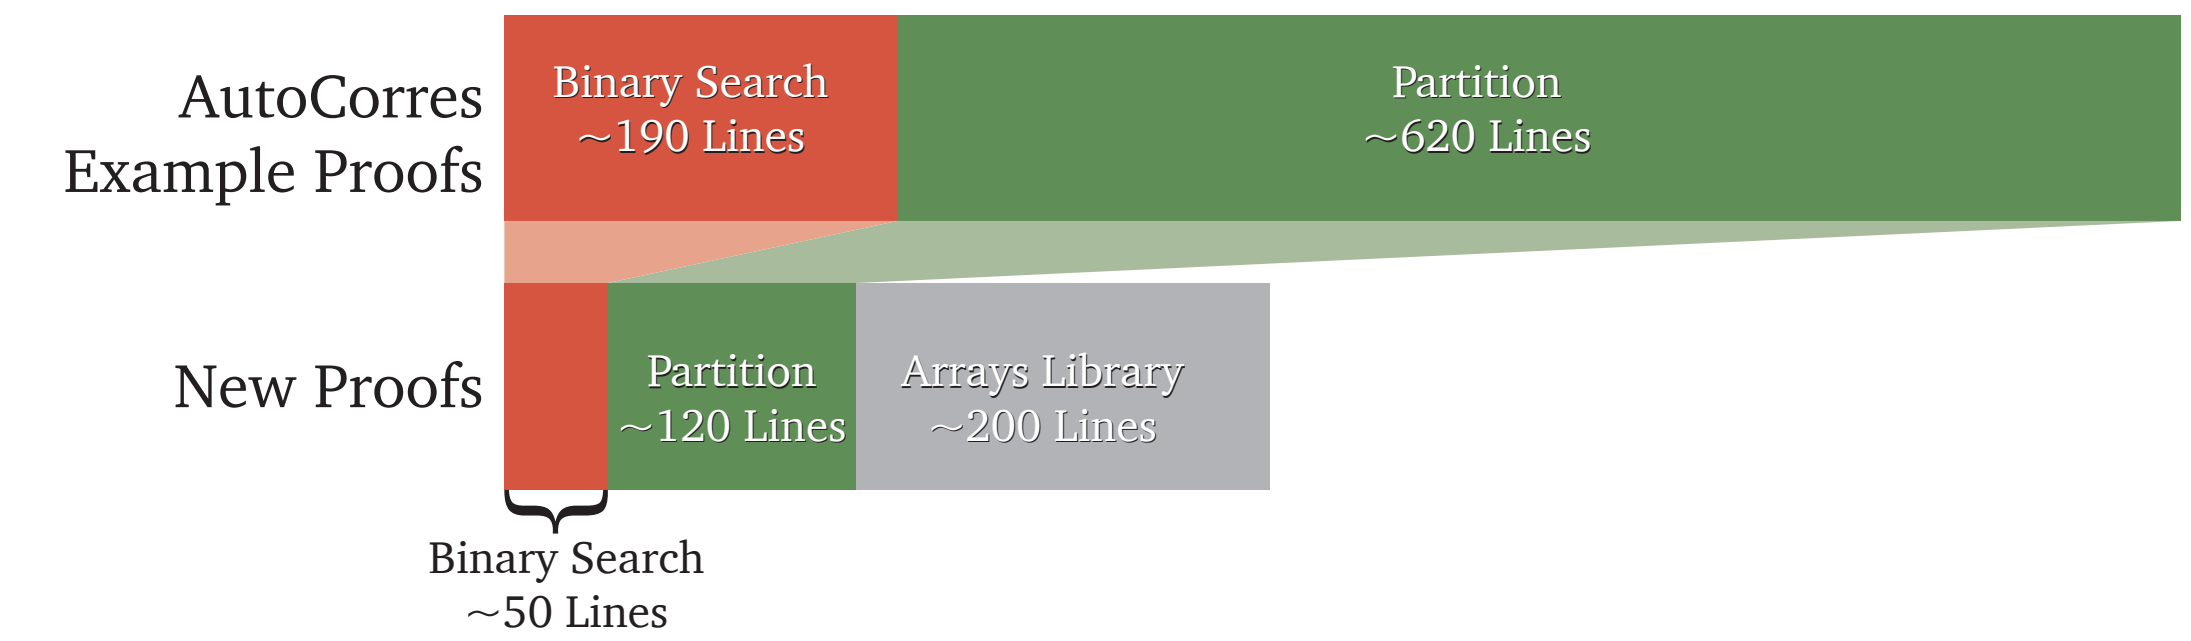 AutoCorres
Example Proofs
Binary Search
~190 Lines
Partition
~620 Lines
New Proofs
Partition
~120 Lines
Arrays Library
~200 Lines
Binary Search
~50 Lines